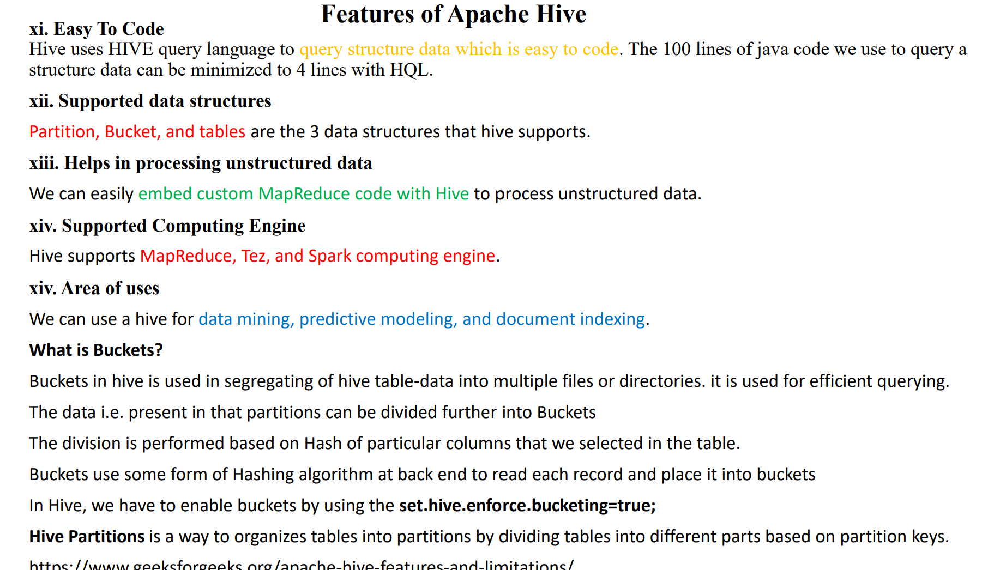 Features of Apache Hive
xi. Easy To Code
Hive uses HIVE query language to query structure data which is easy to code. The 100 lines of java code we use to query a
structure data can be minimized to 4 lines with HQL.
xii. Supported data structures
Partition, Bucket, and tables are the 3 data structures that hive supports.
xiii. Helps in processing unstructured data
We can easily embed custom MapReduce code with Hive to process unstructured data.
xiv. Supported Computing Engine
Hive supports MapReduce, Tez, and Spark computing engine.
xiv. Area of uses
We can use a hive for data mining, predictive modeling, and document indexing.
What is Buckets?
Buckets in hive is used in segregating of hive table-data into multiple files or directories. it is used for efficient querying.
The data i.e. present in that partitions can be divided further into Buckets
The division is performed based on Hash of particular columns that we selected in the table.
Buckets use some form of Hashing algorithm at back end to read each record and place it into buckets
In Hive, we have to enable buckets by using the set.hive.enforce.bucketing=true;
Hive Partitions is a way to organizes tables into partitions by dividing tables into different parts based on partition keys.
https://www.geeksforgeeks.org/apache-hive-features-and-limitations/